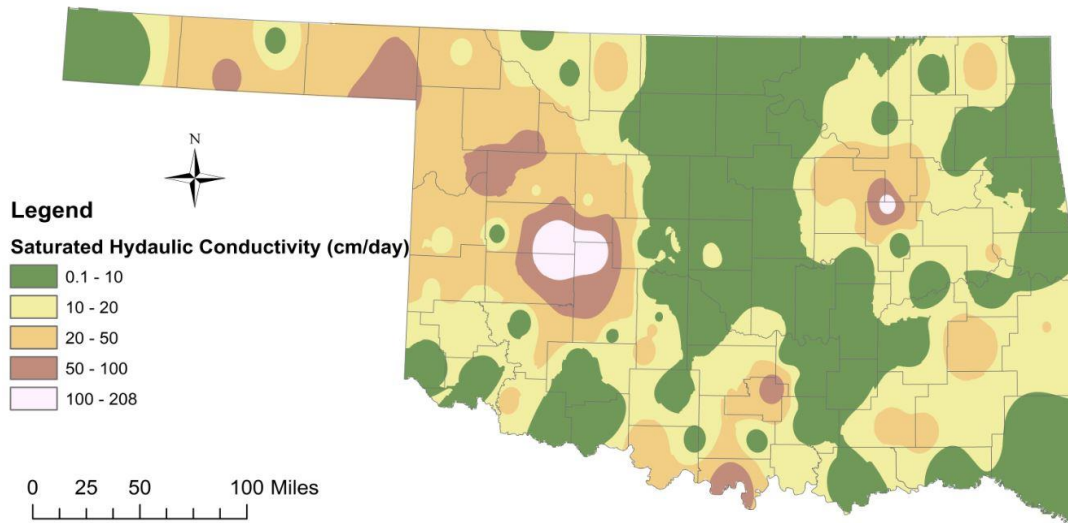 N
Legend
Saturated Hydaulic Conductivity (cm/day)
0.1 - 10
10 - 20
20 - 50
50 - 100
100 - 208
0 25 50 100 Miles